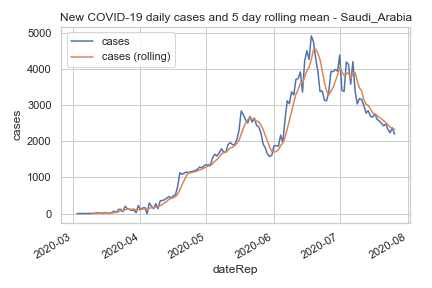 New COVID-19 daily cases and 5 day rolling mean - Saudi_Arabia
cases
cases (rolling)
5000
4000
3000
2000
1000
0
cases
2020-03
2020-04
2020-05
2020-06
2020-07
2020-08
dateRep